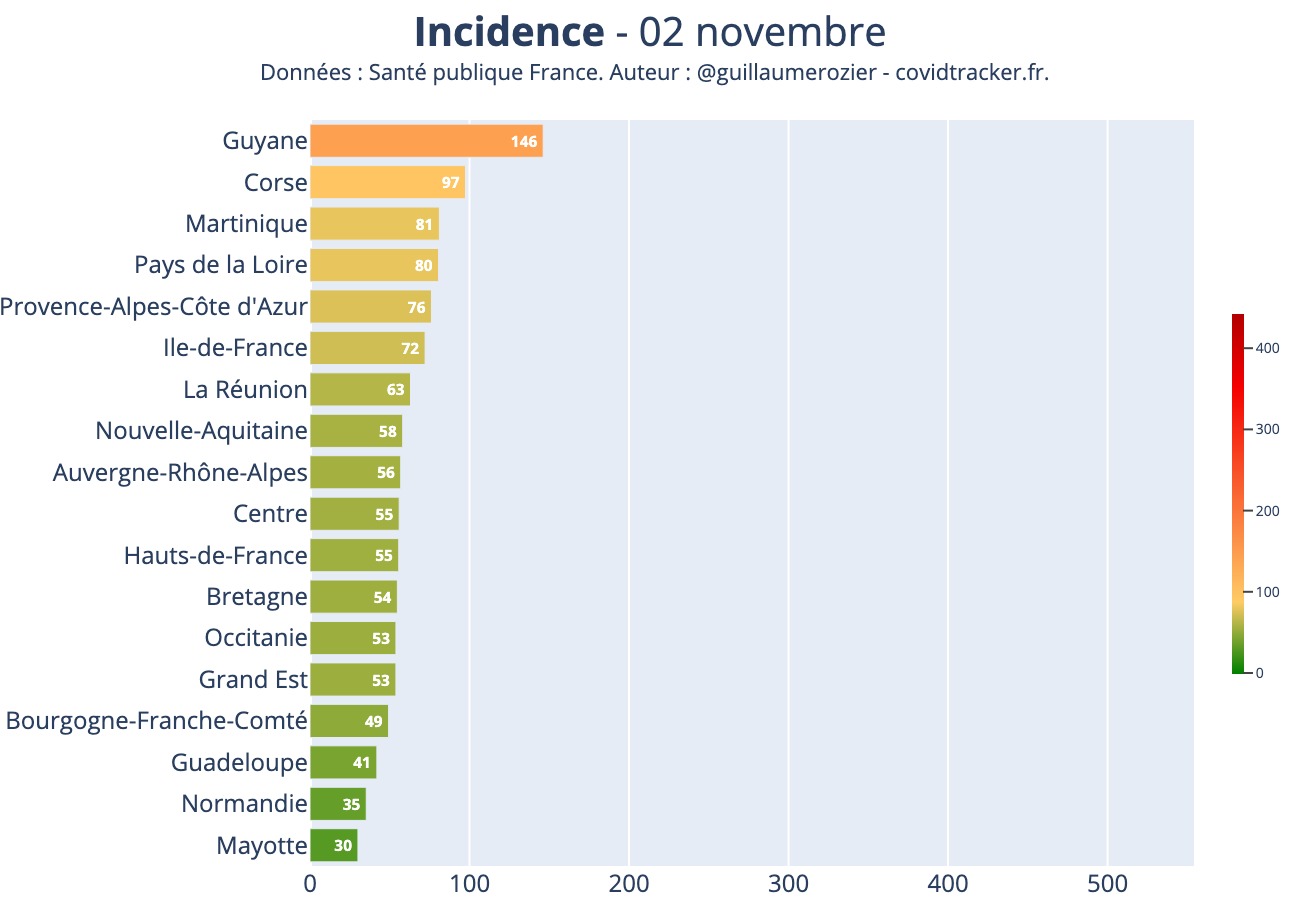 Incidence - 02 novembre
Données : Santé publique France. Auteur : @guillaumerozier - covidtracker.fr.
Guyane 146
Corse 97
Martinique 81
Pays de la Loire 80
Provence-Alpes-Côte d'Azur 76
Ile-de-France 72
La Réunion 63
Nouvelle-Aquitaine 58
Auvergne-Rhône-Alpes 56
Centre 55
Hauts-de-France 55
Bretagne 54
Occitanie 53
Grand Est 53
Bourgogne-Franche-Comté 49
Guadeloupe 41
Normandie 35
Mayotte 30
0 100 200 300 400 500
400
300
200
100
0